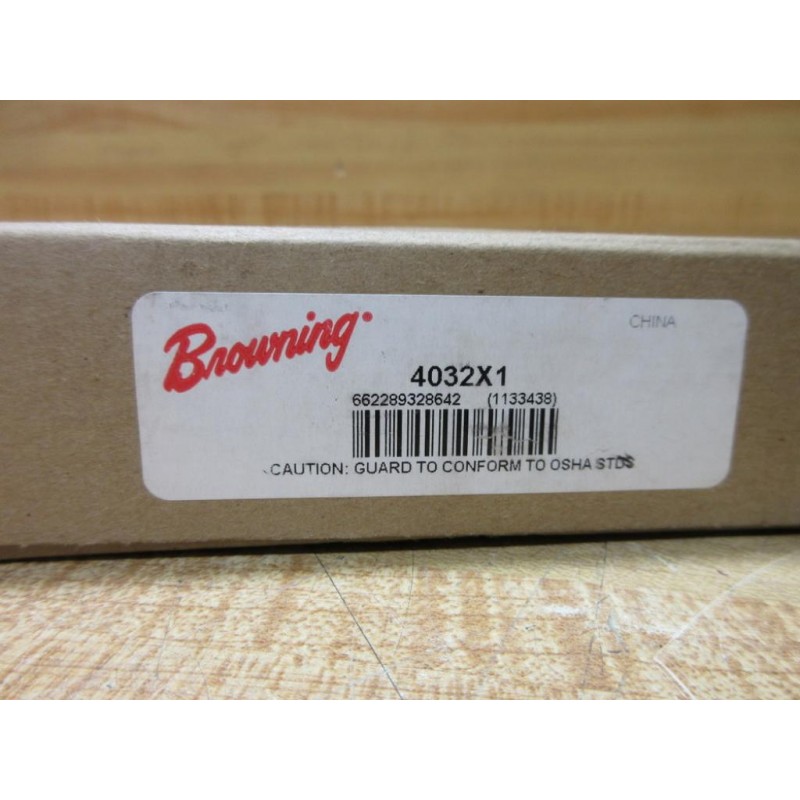 Browning
CHINA
4032X1
662289328642 (1133438)
CAUTION: GUARD TO CONFORM TO OSHA STDS